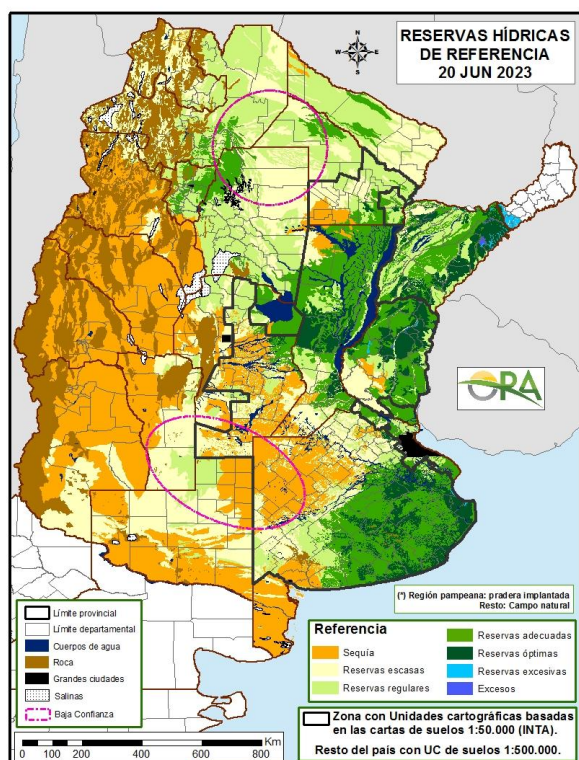 RESERVAS HÍDRICAS
DE REFERENCIA
20 JUN 2023
N
W
E
S
ORA
(*) Región pampeana: pradera implantada
Resto: Campo natural
Límite provincial
Límite departamental
Cuerpos de agua
Roca
Grandes ciudades
Salinas
Baja Confianza
Referencia
Sequía
Reservas escasas
Reservas regulares
Reservas adecuadas
Reservas óptimas
Reservas excesivas
Excesos
Zona con Unidades cartográficas basadas
en las cartas de suelos 1:50.000 (INTA).
Resto del país con UC de suelos 1:500.000.
0 100 200 400 600 800
Km